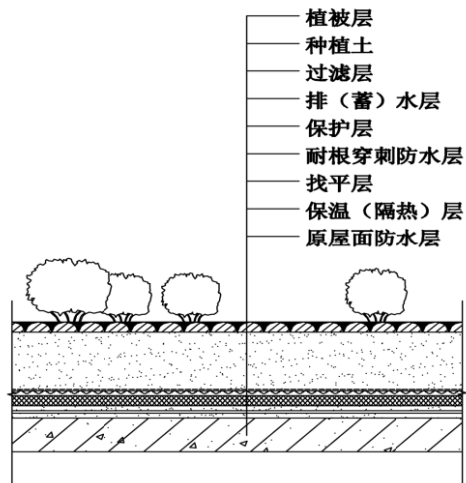 植被层
种植土
过滤层
排（蓄）水层
保护层
耐根穿刺防水层
找平层
保温（隔热）层
原屋面防水层